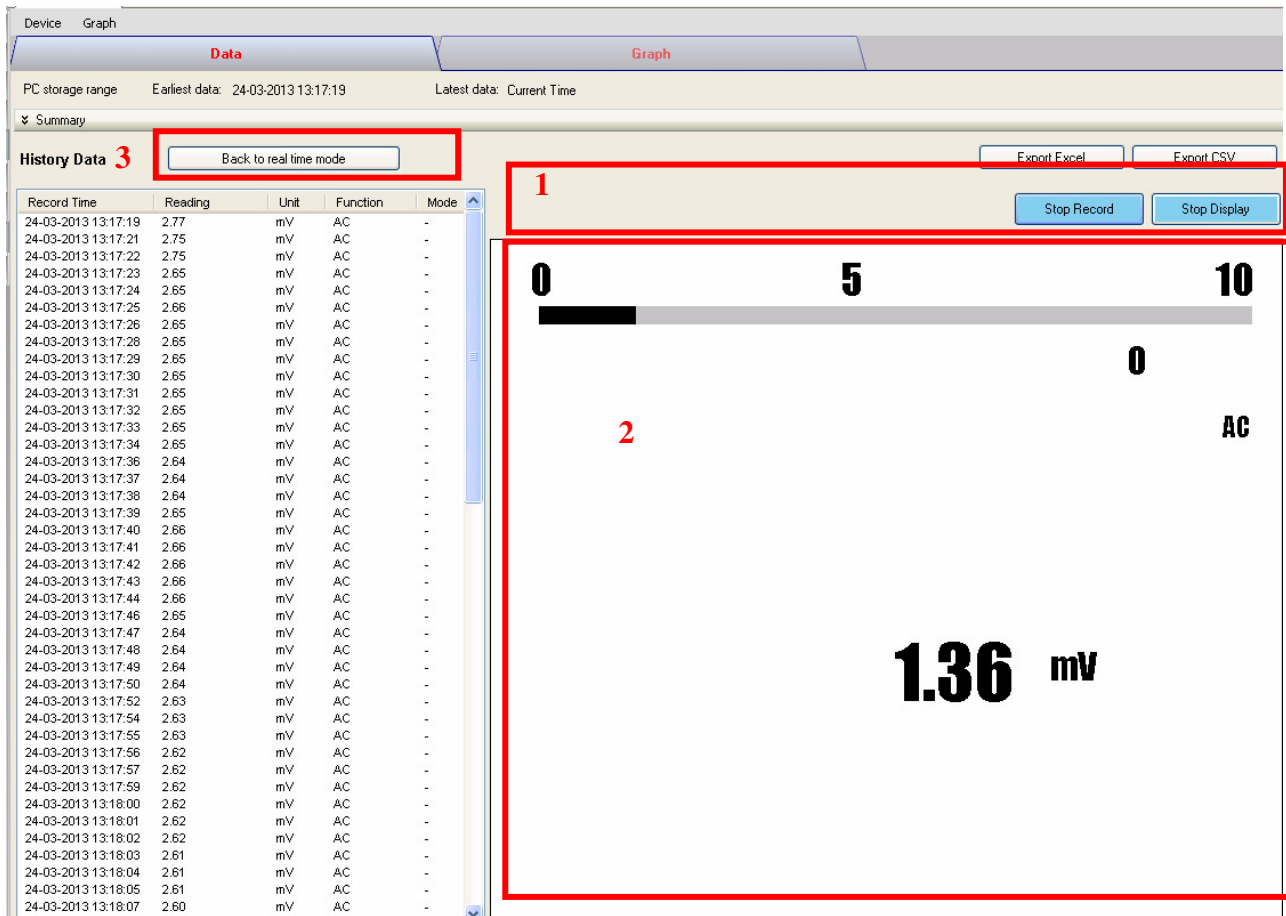 Device Graph
Data Graph
PC storage range Earliest data: 24-03-2013 13:17:19 Latest data: Current Time
Summary
History Data 3 Back to real time mode Export Excel Export CSV
1
Stop Record Stop Display
Record Time Reading Unit Function Mode
24-03-2013 13:17:19 2.77 mV AC -
24-03-2013 13:17:21 2.75 mV AC -
24-03-2013 13:17:22 2.75 mV AC -
24-03-2013 13:17:23 2.65 mV AC -
24-03-2013 13:17:24 2.65 mV AC -
24-03-2013 13:17:25 2.66 mV AC -
24-03-2013 13:17:26 2.65 mV AC -
24-03-2013 13:17:28 2.65 mV AC -
24-03-2013 13:17:29 2.65 mV AC -
24-03-2013 13:17:30 2.65 mV AC -
24-03-2013 13:17:31 2.65 mV AC -
24-03-2013 13:17:32 2.65 mV AC -
24-03-2013 13:17:33 2.65 mV AC -
24-03-2013 13:17:34 2.65 mV AC -
24-03-2013 13:17:36 2.64 mV AC -
24-03-2013 13:17:37 2.64 mV AC -
24-03-2013 13:17:38 2.64 mV AC -
24-03-2013 13:17:39 2.65 mV AC -
24-03-2013 13:17:40 2.66 mV AC -
24-03-2013 13:17:41 2.66 mV AC -
24-03-2013 13:17:42 2.66 mV AC -
24-03-2013 13:17:43 2.66 mV AC -
24-03-2013 13:17:44 2.66 mV AC -
24-03-2013 13:17:46 2.65 mV AC -
24-03-2013 13:17:47 2.64 mV AC -
24-03-2013 13:17:48 2.64 mV AC -
24-03-2013 13:17:49 2.64 mV AC -
24-03-2013 13:17:50 2.64 mV AC -
24-03-2013 13:17:52 2.63 mV AC -
24-03-2013 13:17:54 2.63 mV AC -
24-03-2013 13:17:55 2.63 mV AC -
24-03-2013 13:17:56 2.62 mV AC -
24-03-2013 13:17:57 2.62 mV AC -
24-03-2013 13:17:59 2.62 mV AC -
24-03-2013 13:18:00 2.62 mV AC -
24-03-2013 13:18:01 2.62 mV AC -
24-03-2013 13:18:02 2.62 mV AC -
24-03-2013 13:18:03 2.61 mV AC -
24-03-2013 13:18:04 2.61 mV AC -
24-03-2013 13:18:05 2.61 mV AC -
24-03-2013 13:18:07 2.60 mV AC -
0 5 10
0
AC
2
1.36 mV